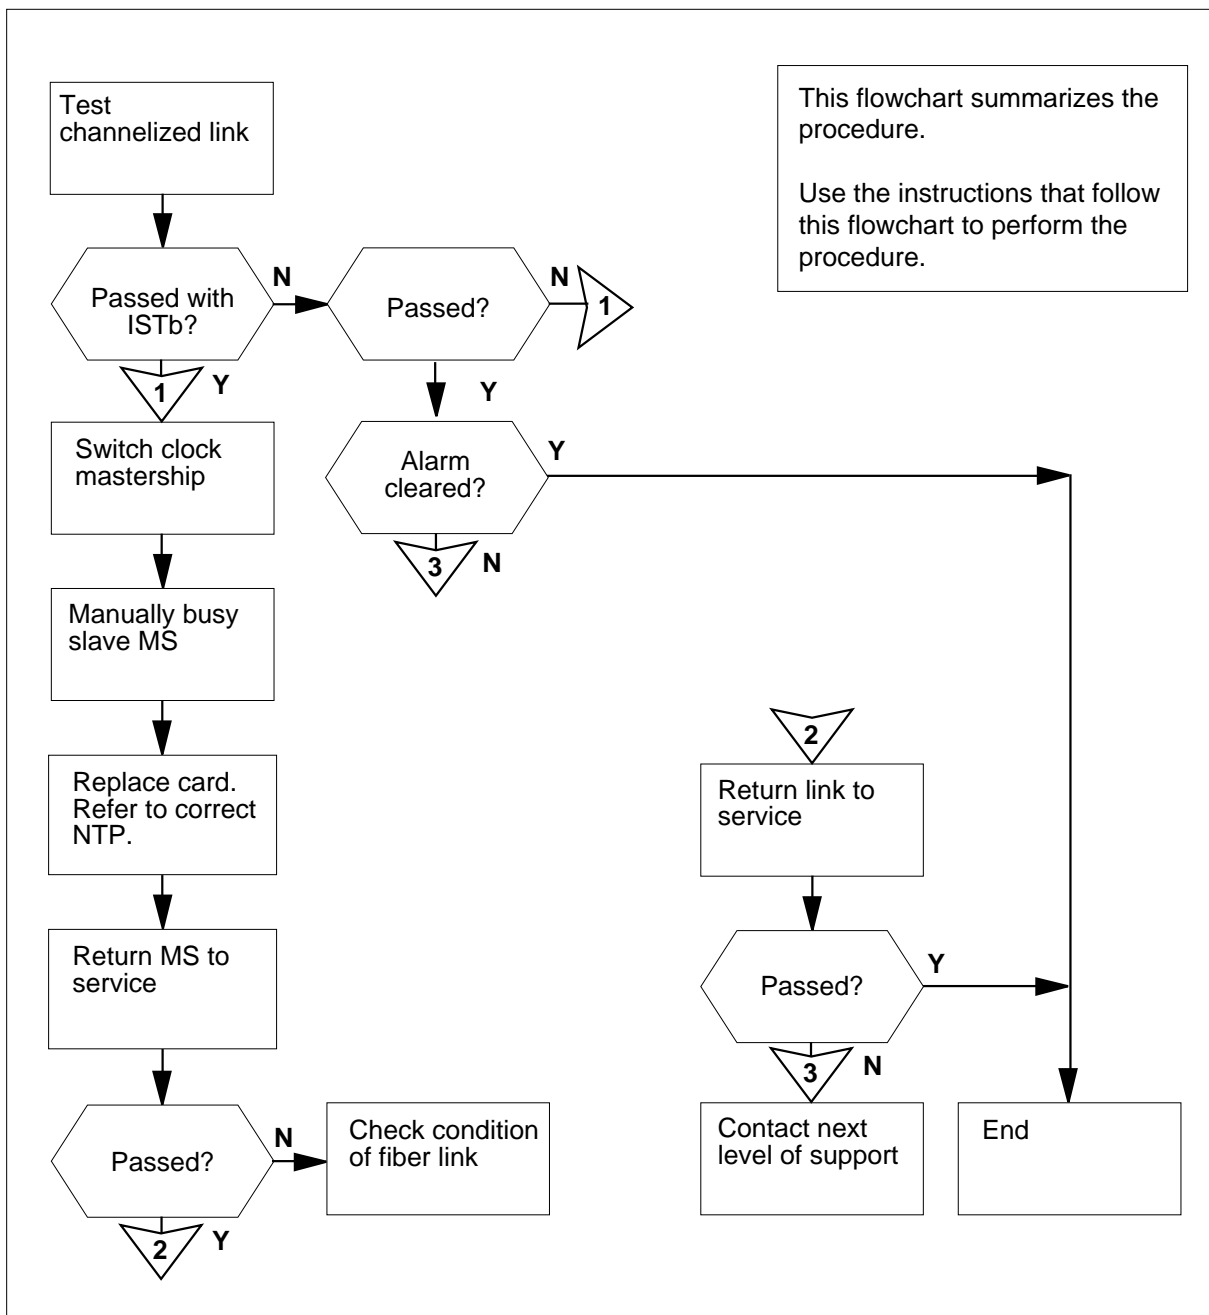 Test
channelized link
This flowchart summarizes the
procedure.
Use the instructions that follow
this flowchart to perform the
procedure.
Passed with
ISTb?
N
Passed?
N
1
1
Y
Y
Switch clock
mastership
Alarm
cleared?
Y
3
N
Manually busy
slave MS
2
Replace card.
Refer to correct
NTP.
Return link to
service
Return MS to
service
Passed?
Y
3
N
Passed?
N
Check condition
of fiber link
Contact next
level of support
End
2
Y